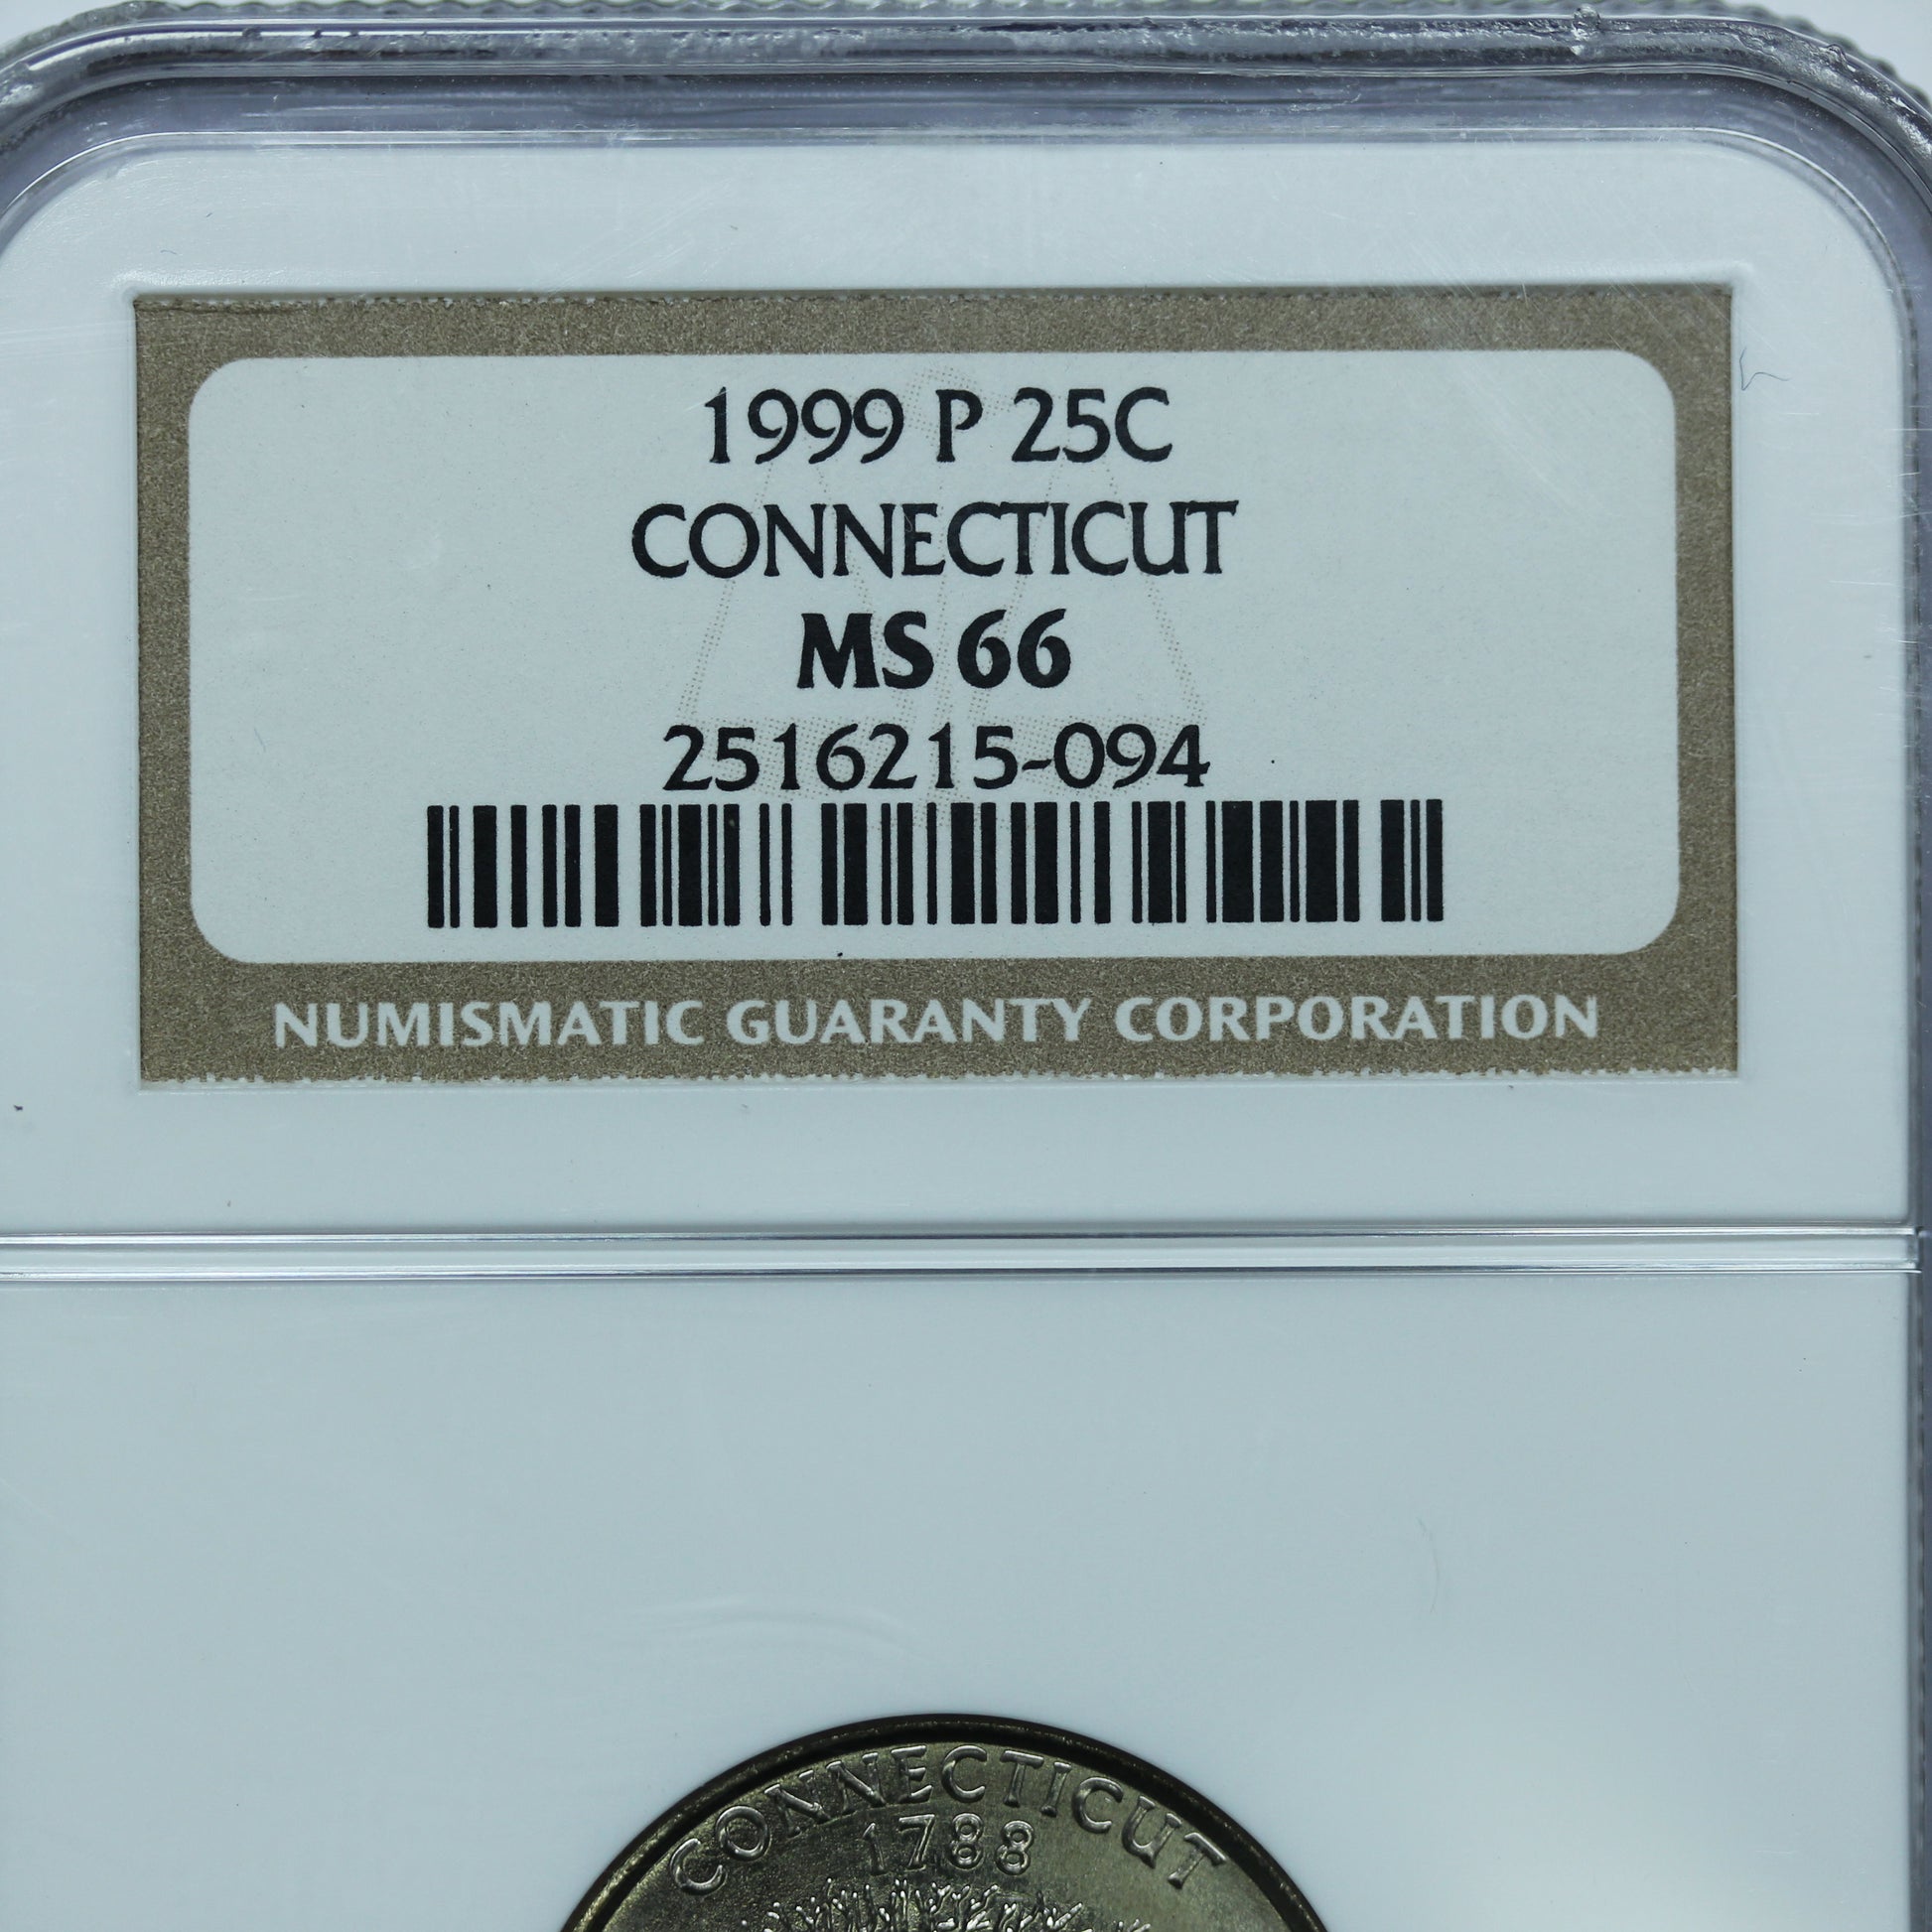 1999 P 25C
CONNECTICUT
MS 66
2516215-094
NUMISMATIC GUARANTY CORPORATION
CONNECTICUT
1788